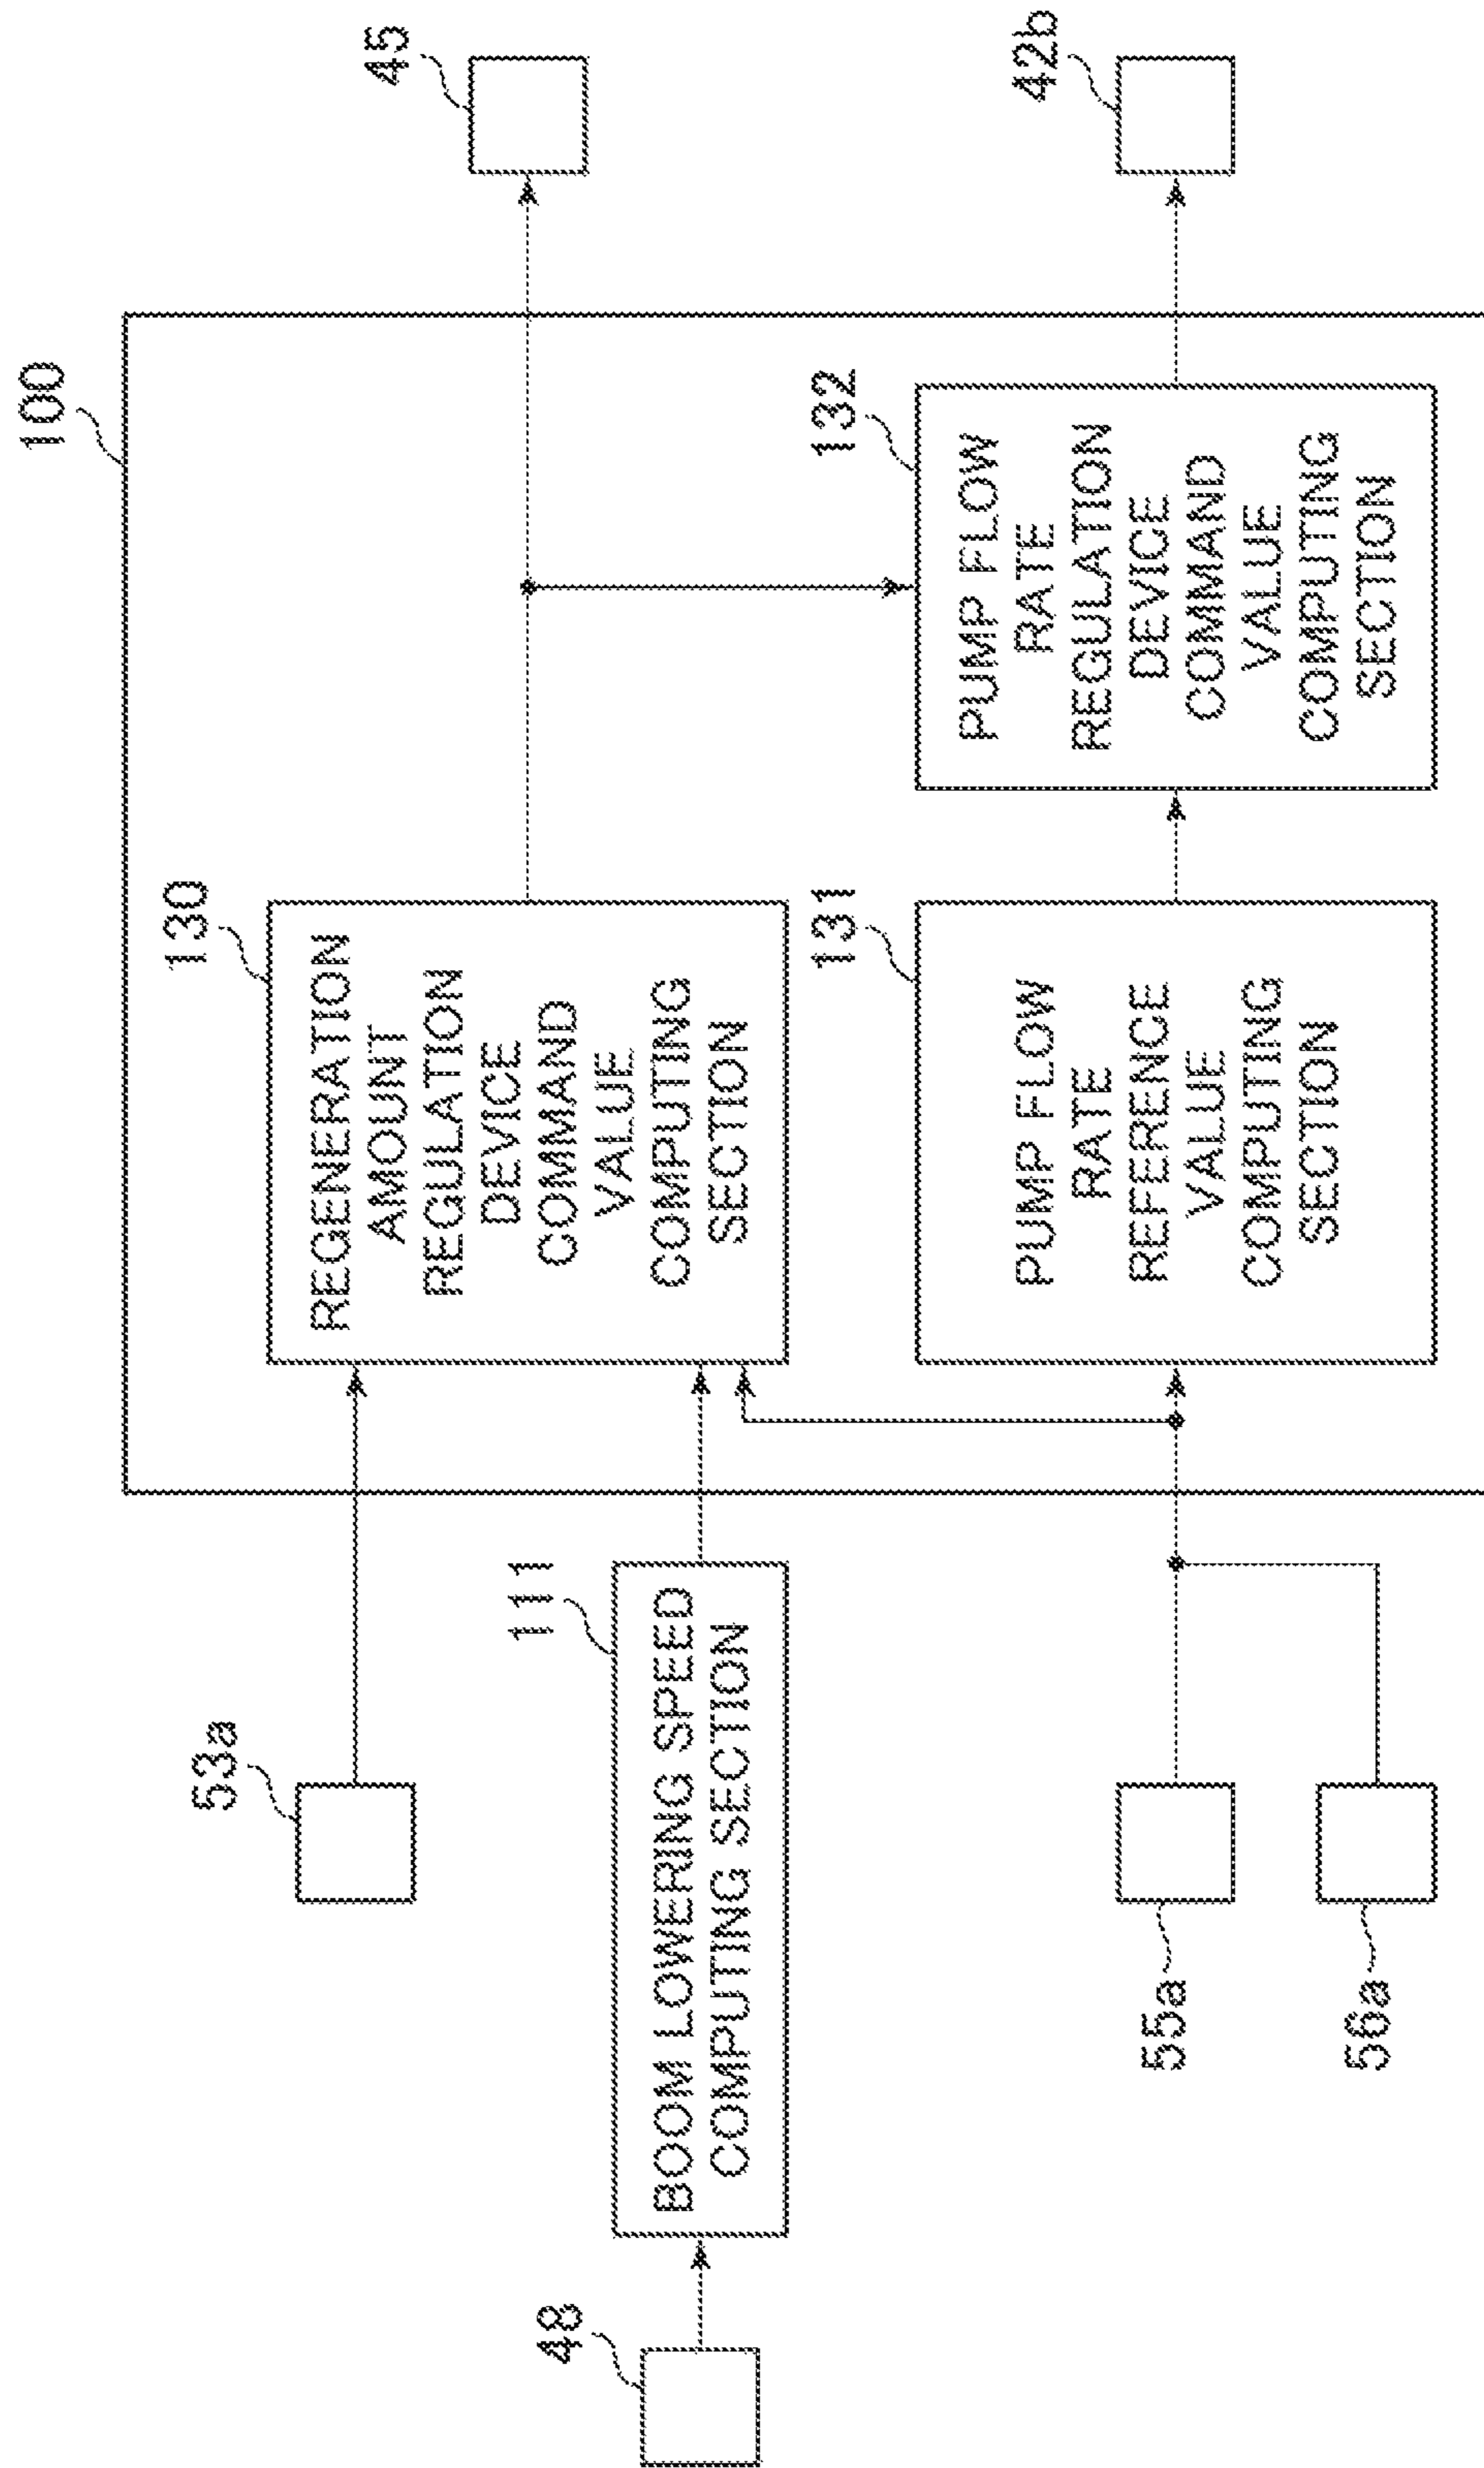 100
53a
130
REGENERATION
AMOUNT
REGULATION
DEVICE
COMMAND
VALUE
COMPUTING
SECTION
45
48
111
BOOM LOWERING SPEED
COMPUTING SECTION
131
PUMP FLOW
RATE
REFERENCE
VALUE
COMPUTING
SECTION
132
PUMP FLOW
RATE
REGULATION
DEVICE
COMMAND
VALUE
COMPUTING
SECTION
42b
55a
56a